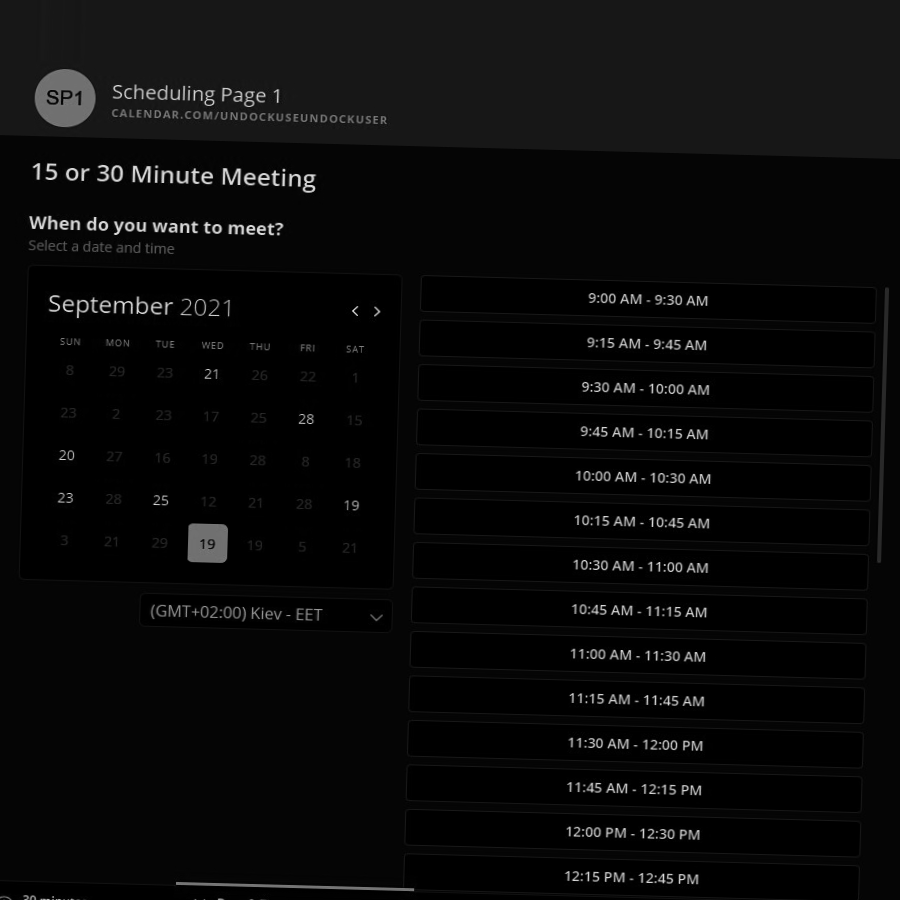 SP1
Scheduling Page 1
CALENDAR.COM/UNDOCKUSEUNDOCKUSER
15 or 30 Minute Meeting
When do you want to meet?
Select a date and time
September 2021
SUN MON TUE WED THU FRI SAT
8 29 23 21 26 22 1
23 2 23 17 25 28 15
20 27 16 19 28 8 18
23 28 25 12 21 28 19
3 21 29 19 19 5 21
(GMT+02:00) Kiev - EET
9:00 AM - 9:30 AM
9:15 AM - 9:45 AM
9:30 AM - 10:00 AM
9:45 AM - 10:15 AM
10:00 AM - 10:30 AM
10:15 AM - 10:45 AM
10:30 AM - 11:00 AM
10:45 AM - 11:15 AM
11:00 AM - 11:30 AM
11:15 AM - 11:45 AM
11:30 AM - 12:00 PM
11:45 AM - 12:15 PM
12:00 PM - 12:30 PM
12:15 PM - 12:45 PM
30 minutes